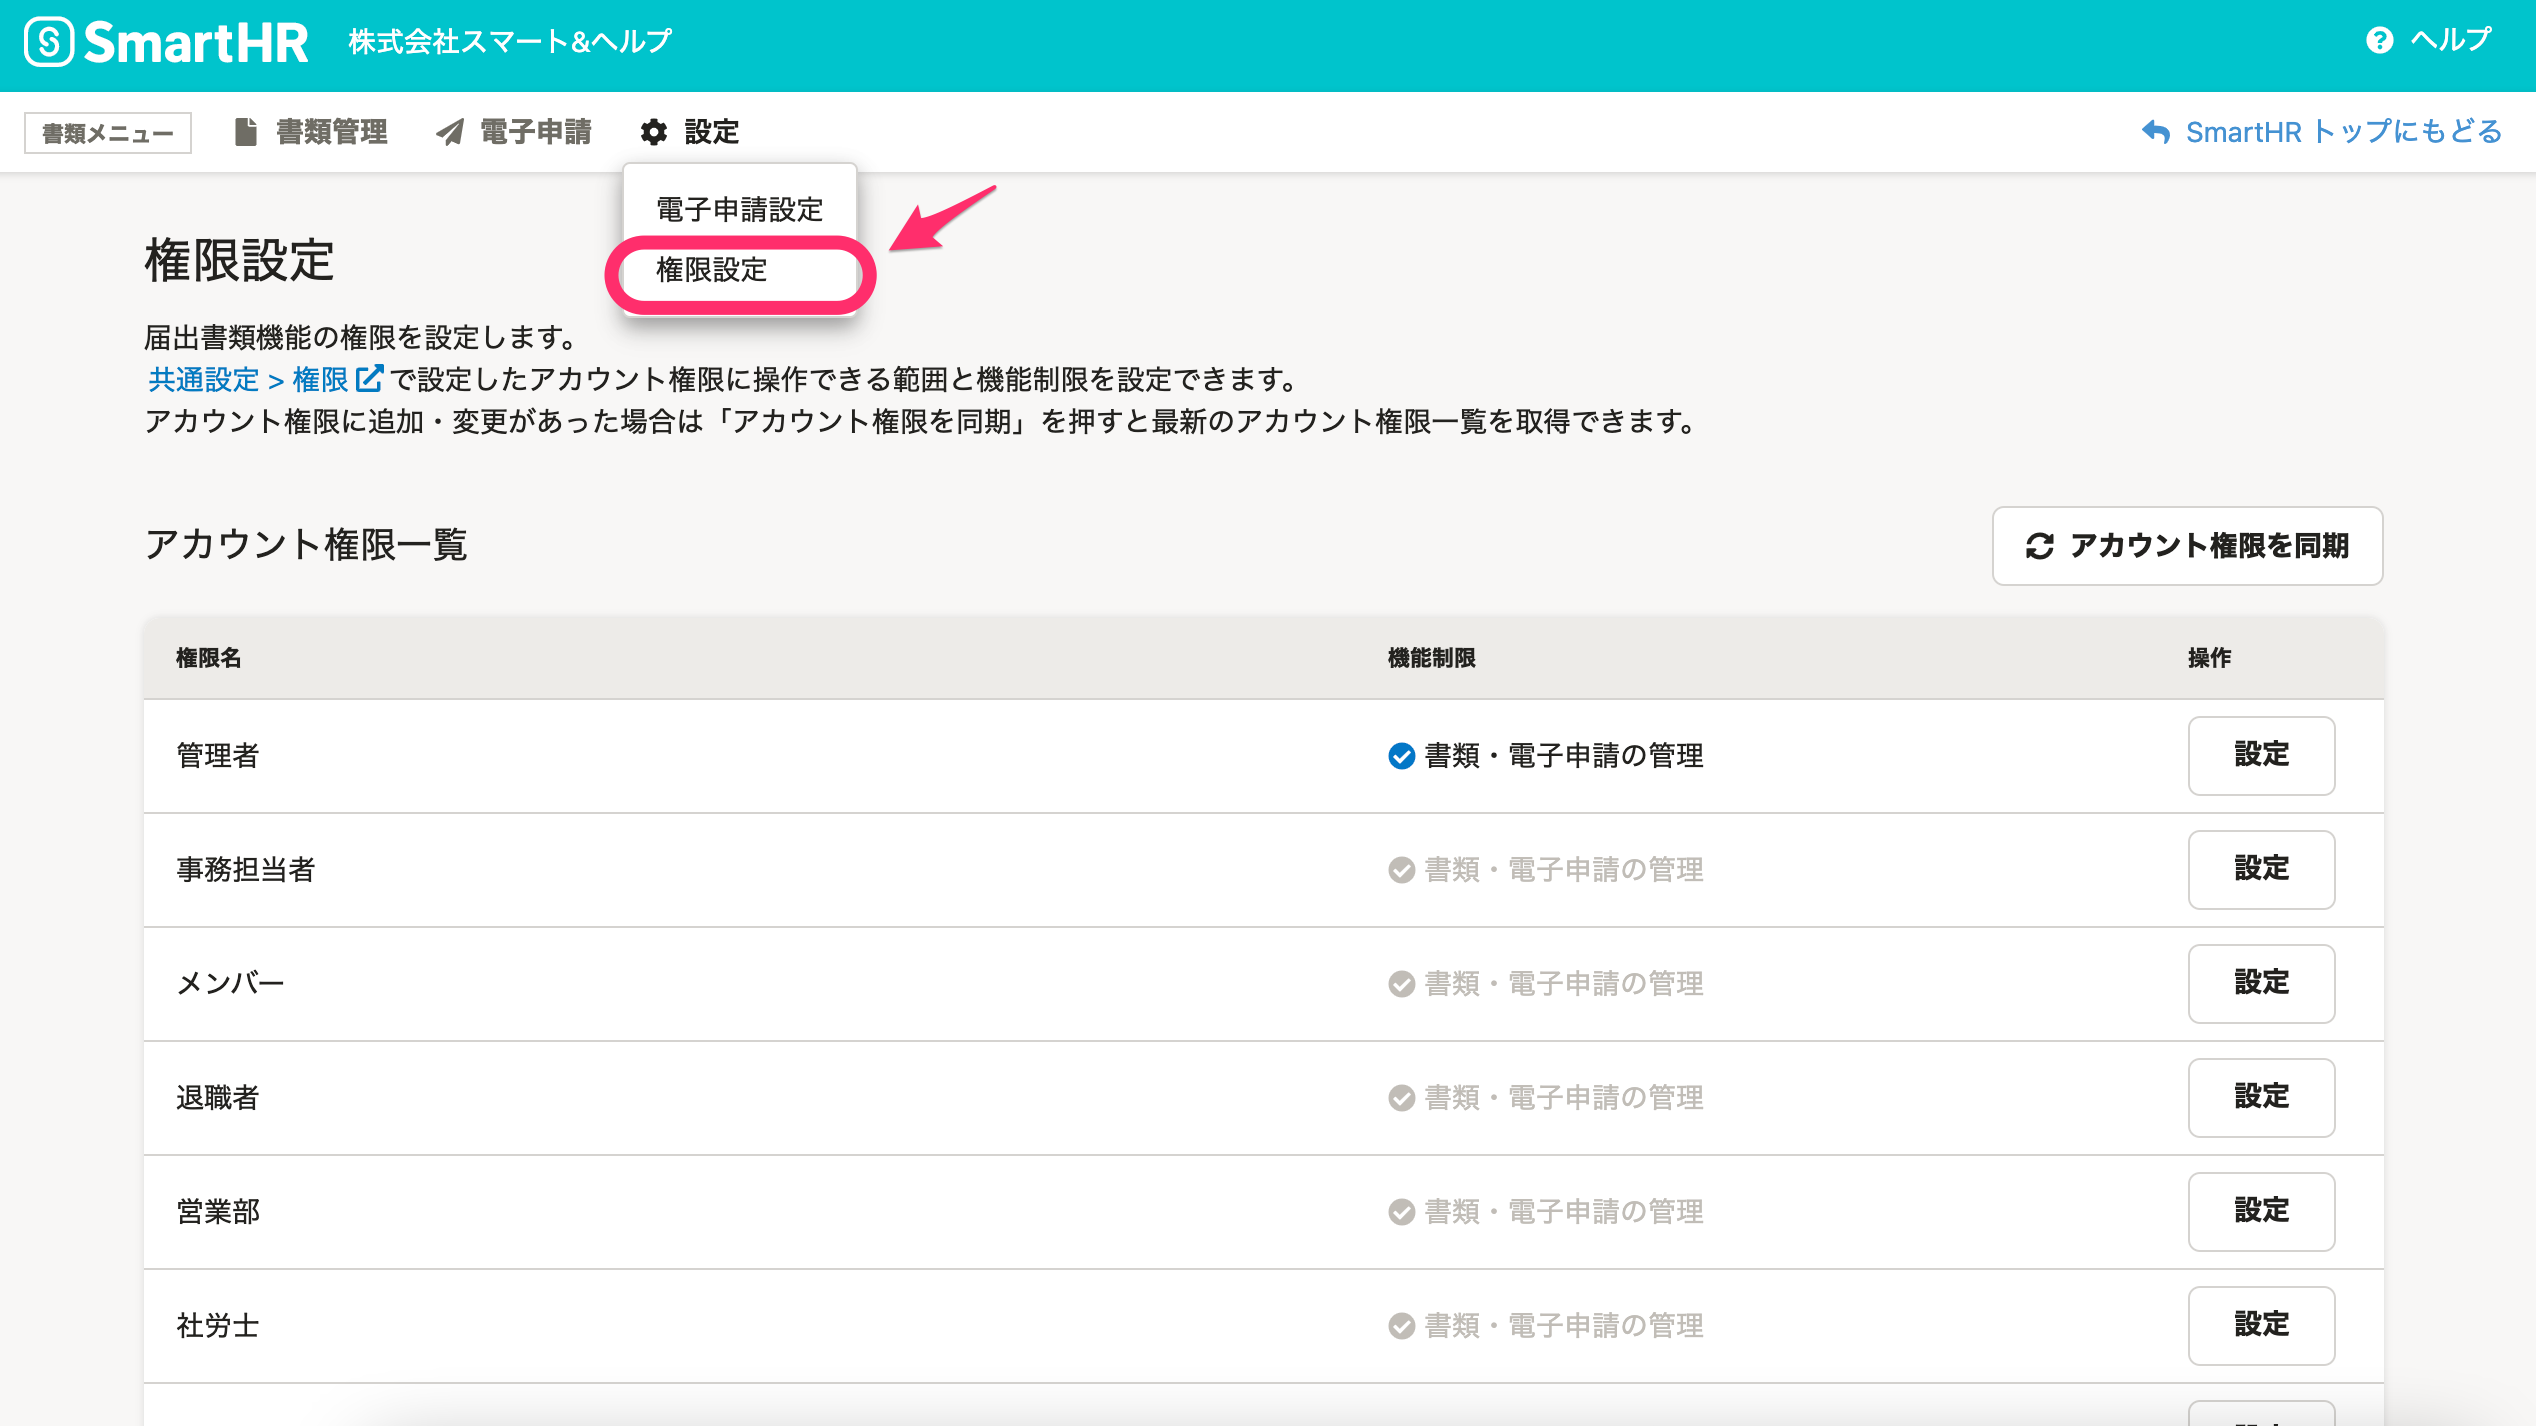 SmartHR 株式会社スマート&ヘルプ ヘルプ
書類メニュー 書類管理 電子申請 設定 SmartHR トップにもどる
電子申請設定
権限設定
権限設定
届出書類機能の権限を設定します。
共通設定 > 権限 で設定したアカウント権限に操作できる範囲と機能制限を設定できます。
アカウント権限に追加・変更があった場合は「アカウント権限を同期」を押すと最新のアカウント権限一覧を取得できます。
アカウント権限一覧 アカウント権限を同期
権限名 機能制限 操作
管理者 書類・電子申請の管理 設定
事務担当者 書類・電子申請の管理 設定
メンバー 書類・電子申請の管理 設定
退職者 書類・電子申請の管理 設定
営業部 書類・電子申請の管理 設定
社労士 書類・電子申請の管理 設定